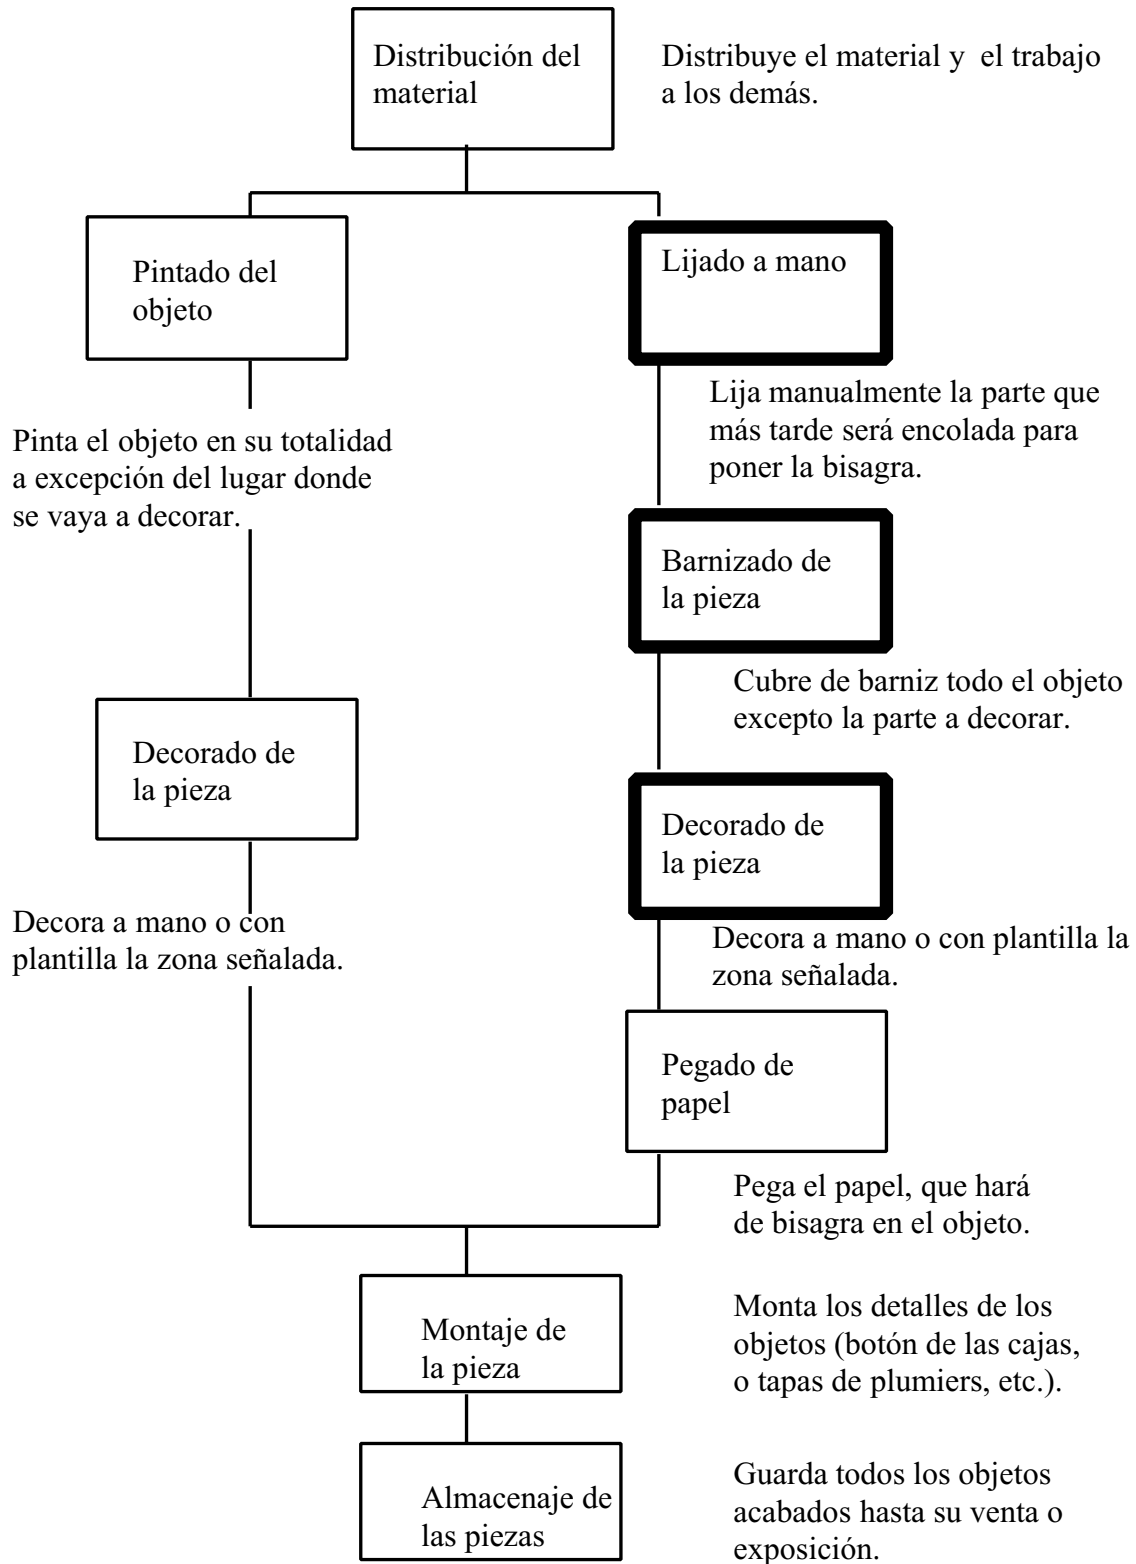 Distribución del
material
Distribuye el material y  el trabajo
a los demás.
Pintado del
objeto
Pinta el objeto en su totalidad
a excepción del lugar donde
se vaya a decorar.
Decorado de
la pieza
Decora a mano o con
plantilla la zona señalada.
Lijado a mano
Lija manualmente la parte que
más tarde será encolada para
poner la bisagra.
Barnizado de
la pieza
Cubre de barniz todo el objeto
excepto la parte a decorar.
Decorado de
la pieza
Decora a mano o con plantilla la
zona señalada.
Pegado de
papel
Pega el papel, que hará
de bisagra en el objeto.
Montaje de
la pieza
Monta los detalles de los
objetos (botón de las cajas,
o tapas de plumiers, etc.).
Almacenaje de
las piezas
Guarda todos los objetos
acabados hasta su venta o
exposición.